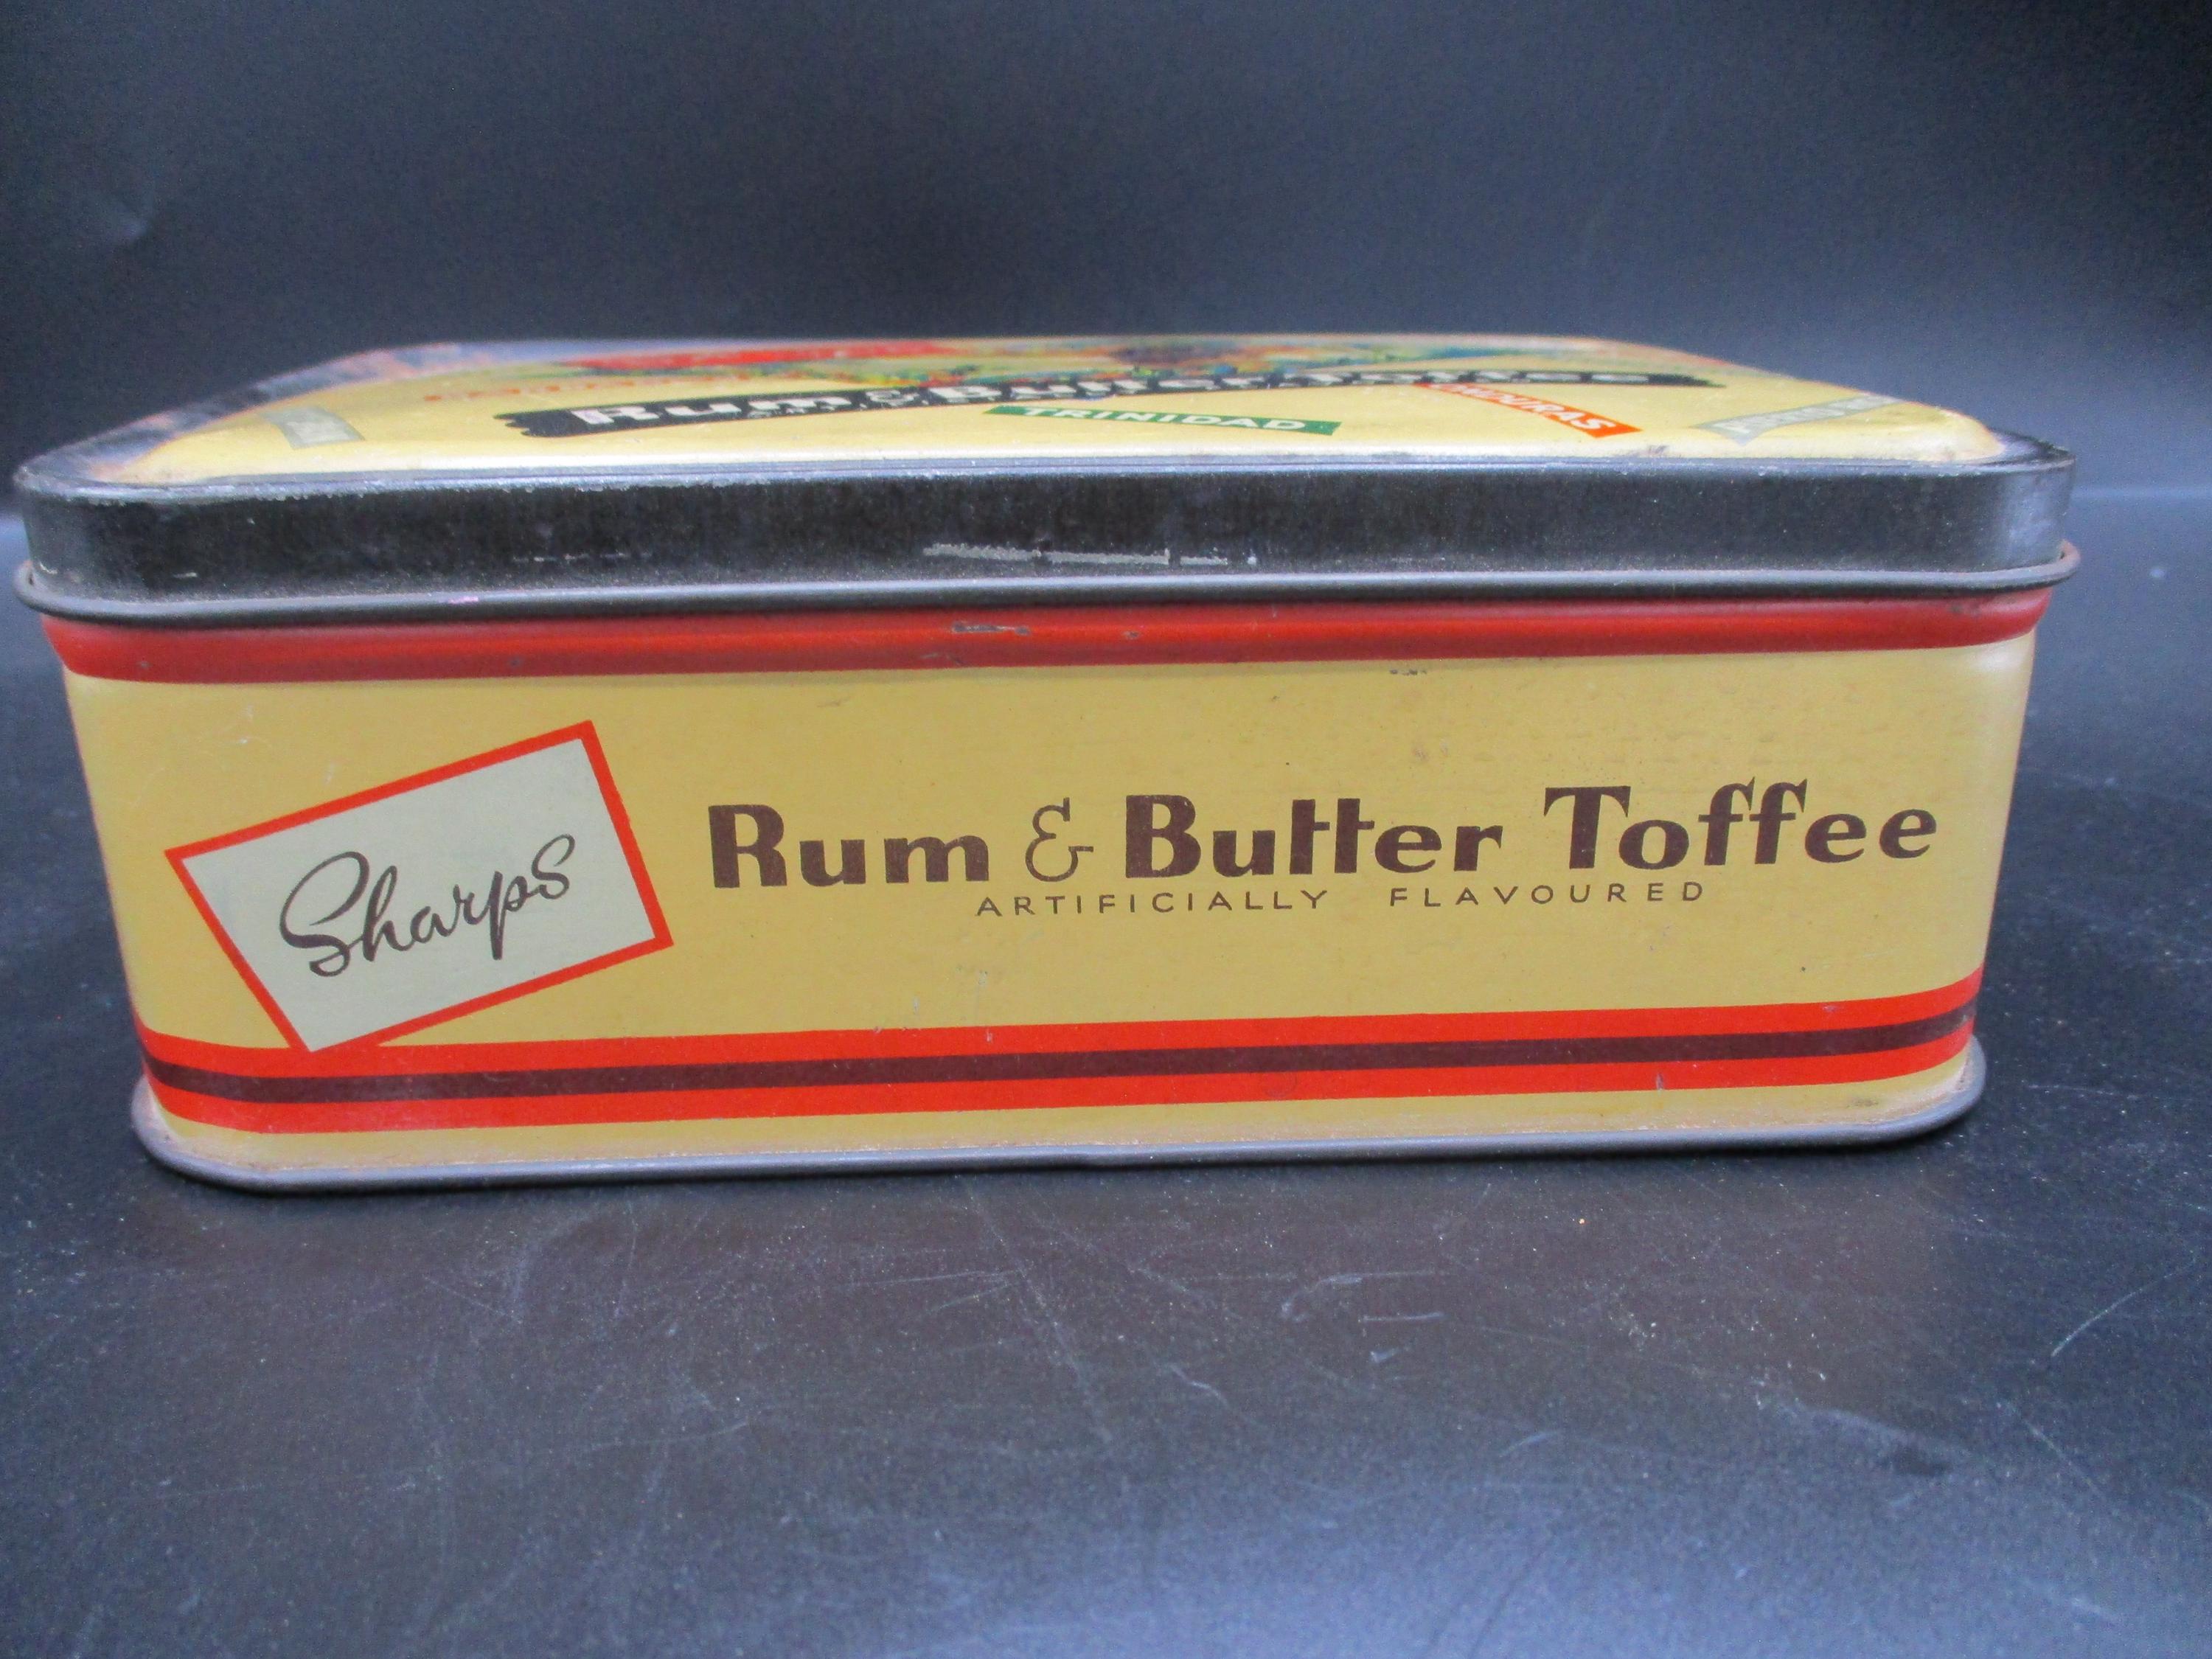 Rum & Butter Toffee
TRINIDAD
Sharps
Rum & Butter Toffee
ARTIFICIALLY FLAVOURED